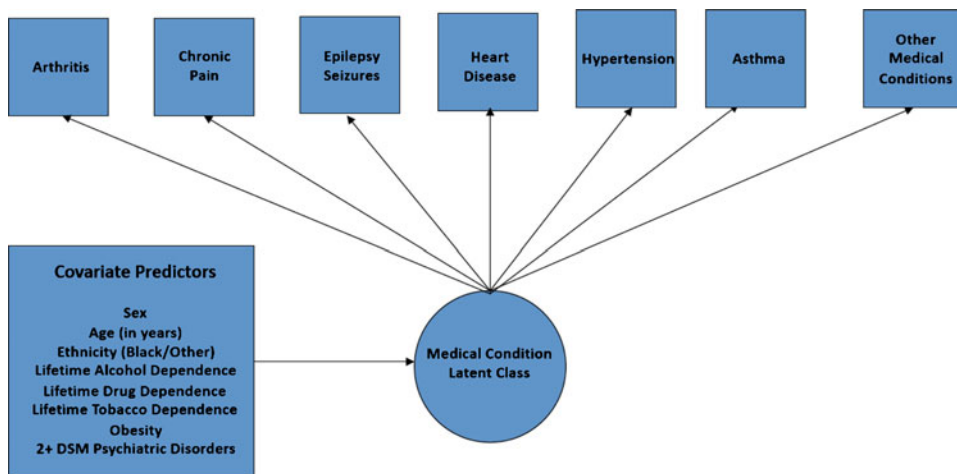 Arthritis
Chronic
Pain
Epilepsy
Seizures
Heart
Disease
Hypertension
Asthma
Other
Medical
Conditions
Covariate Predictors
Sex
Age (in years)
Ethnicity (Black/Other)
Lifetime Alcohol Dependence
Lifetime Drug Dependence
Lifetime Tobacco Dependence
Obesity
2+ DSM Psychiatric Disorders
Medical Condition
Latent Class